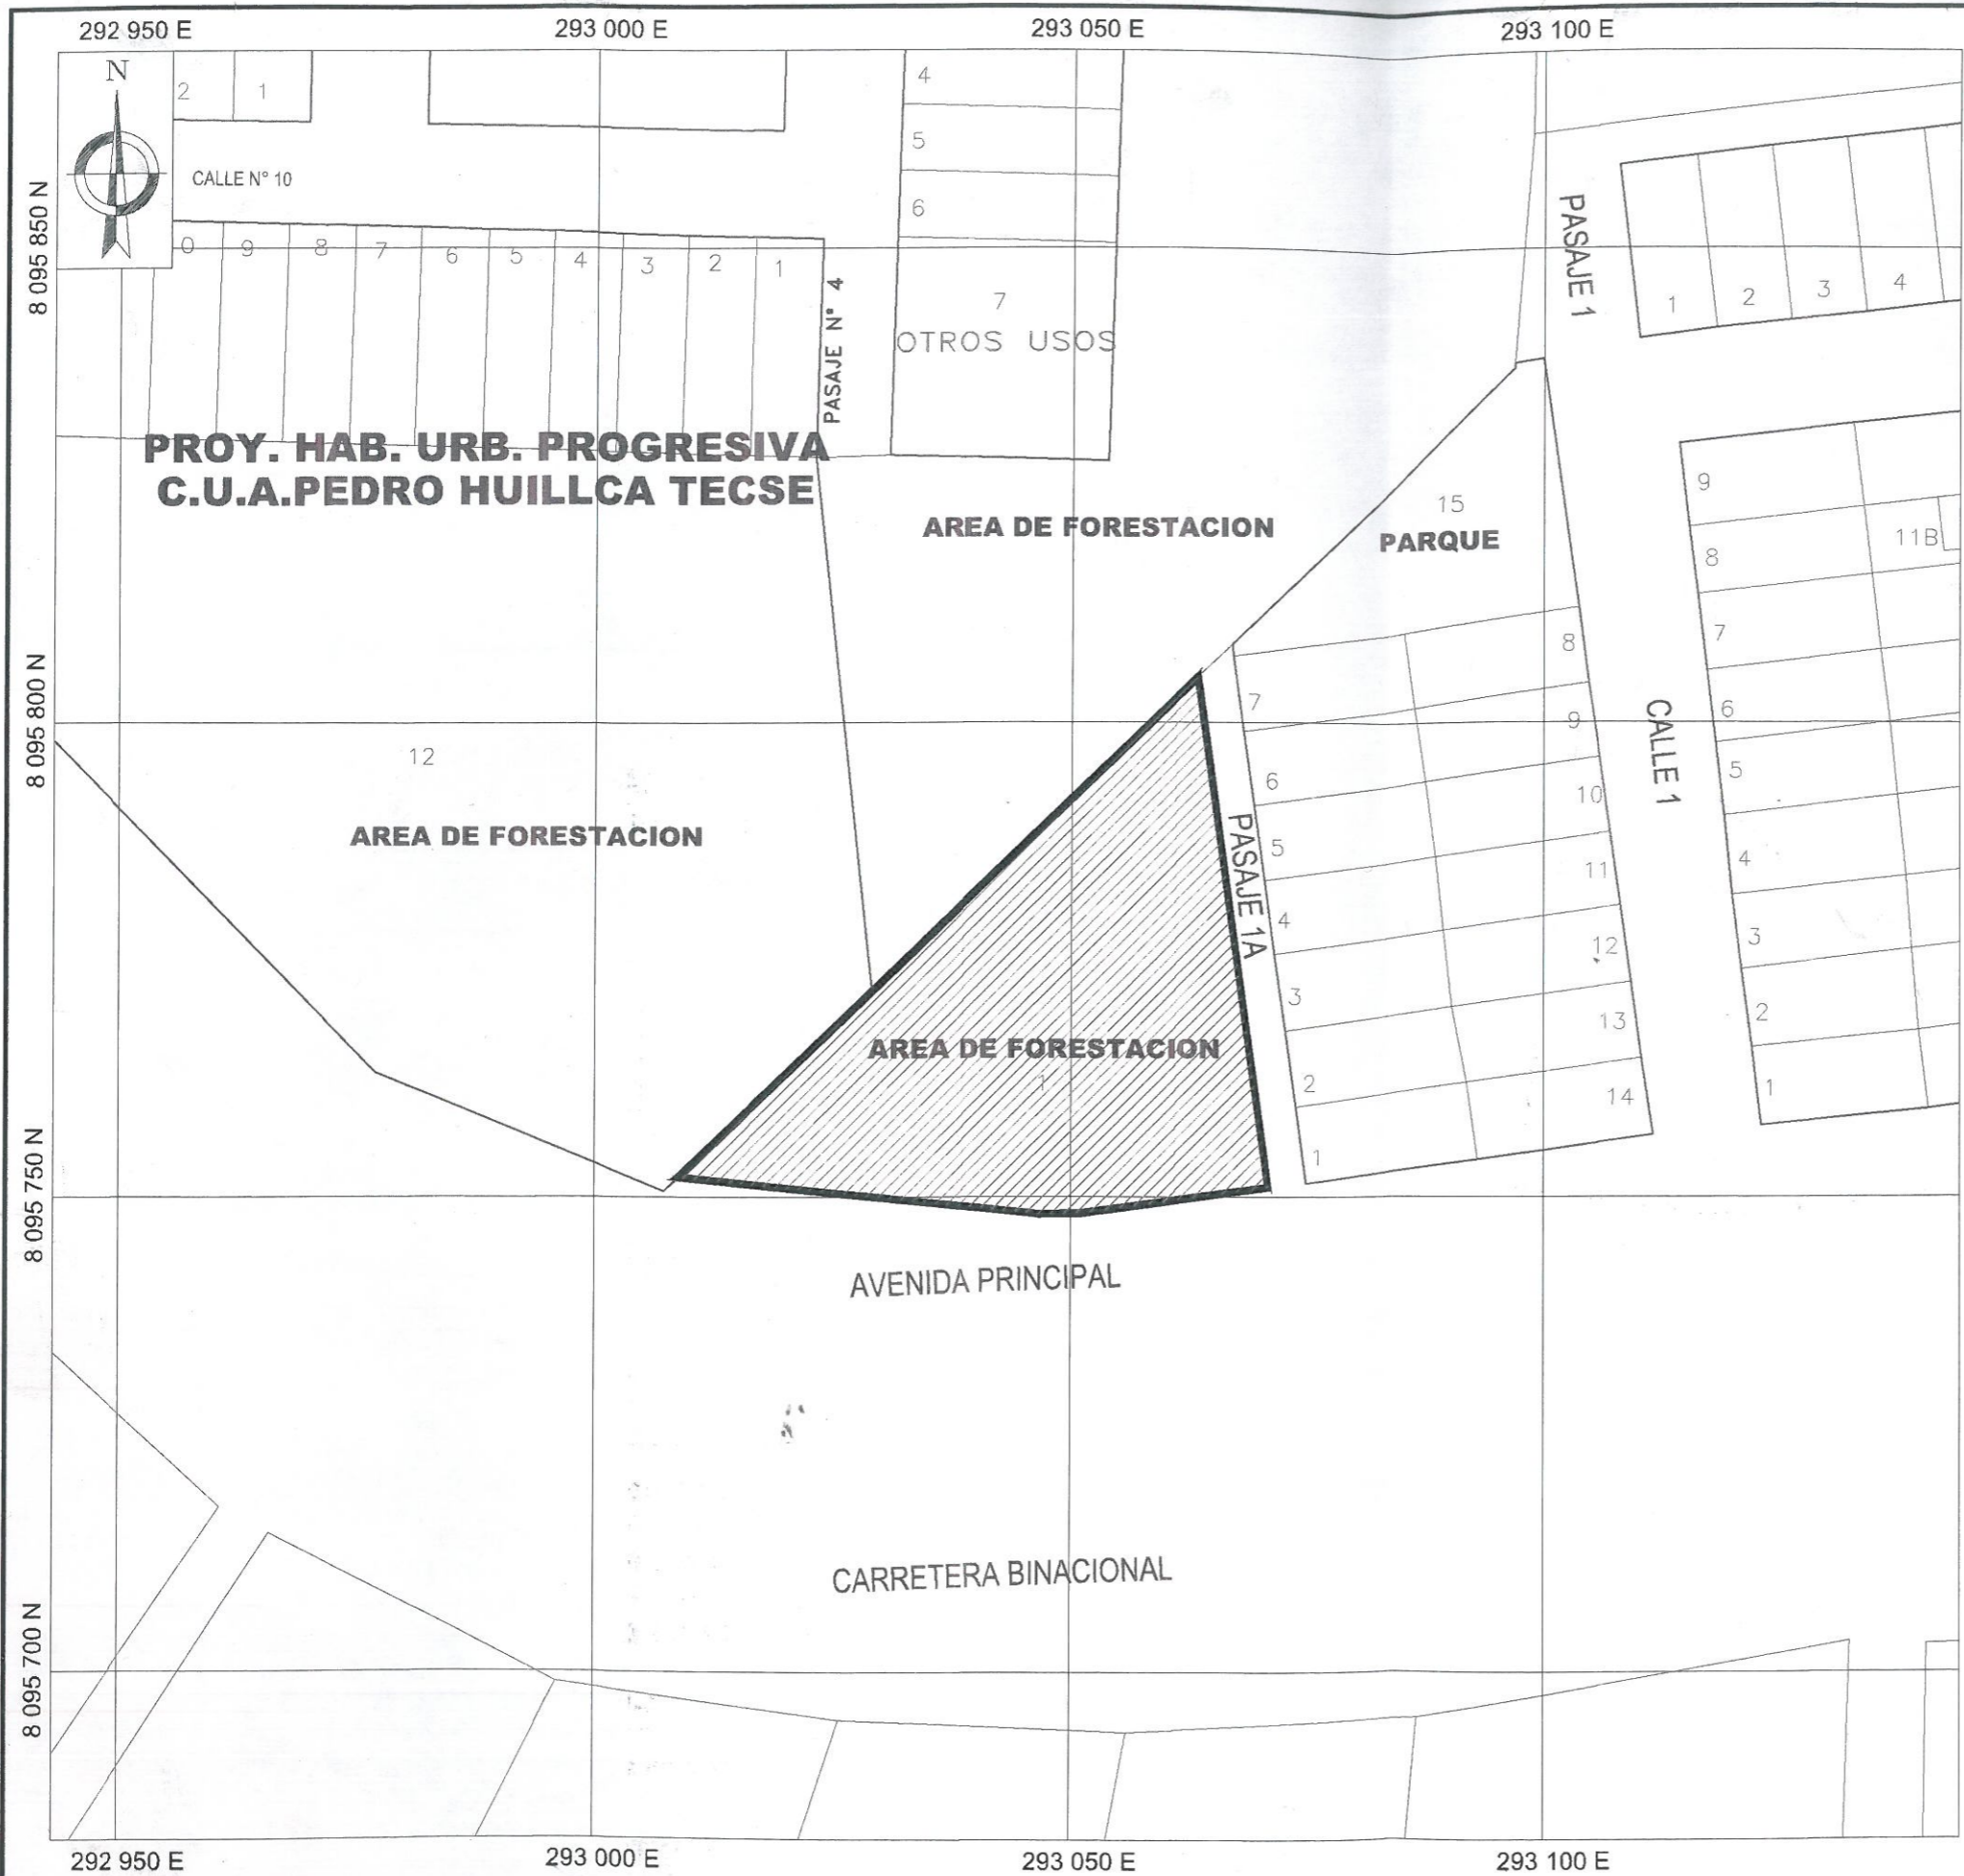 292 950 E
293 000 E
293 050 E
293 100 E
N
2
1
4
5
6
CALLE N° 10
8 095 850 N
0
9
8
7
6
5
4
3
2
1
PASAJE N° 4
7
OTROS USOS
PASAJE 1
1
2
3
4
PROY. HAB. URB. PROGRESIVA
C.U.A.PEDRO HUILLCA TECSE
AREA DE FORESTACION
15
PARQUE
9
8
11B
7
6
5
4
3
2
1
8 095 800 N
12
AREA DE FORESTACION
7
6
5
4
3
2
1
8
9
10
11
12
13
14
PASAJE 1A
CALLE 1
AREA DE FORESTACION
1
8 095 750 N
AVENIDA PRINCIPAL
CARRETERA BINACIONAL
8 095 700 N
292 950 E
293 000 E
293 050 E
293 100 E